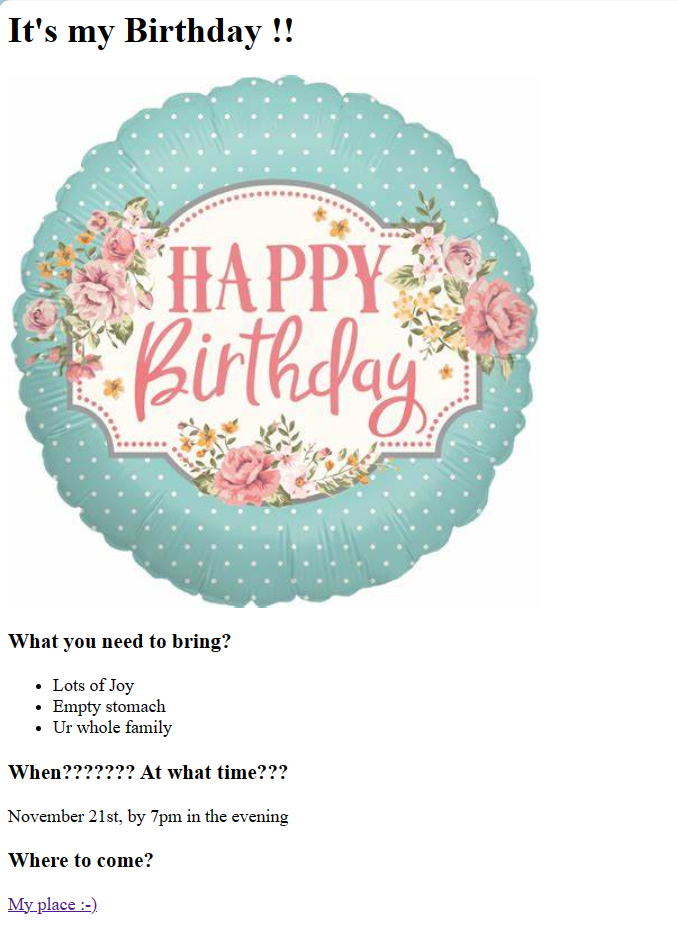 It's my Birthday !!
HAPPY
Birthday
What you need to bring?
Lots of Joy
Empty stomach
Ur whole family
When??????? At what time???
November 21st, by 7pm in the evening
Where to come?
My place :-)